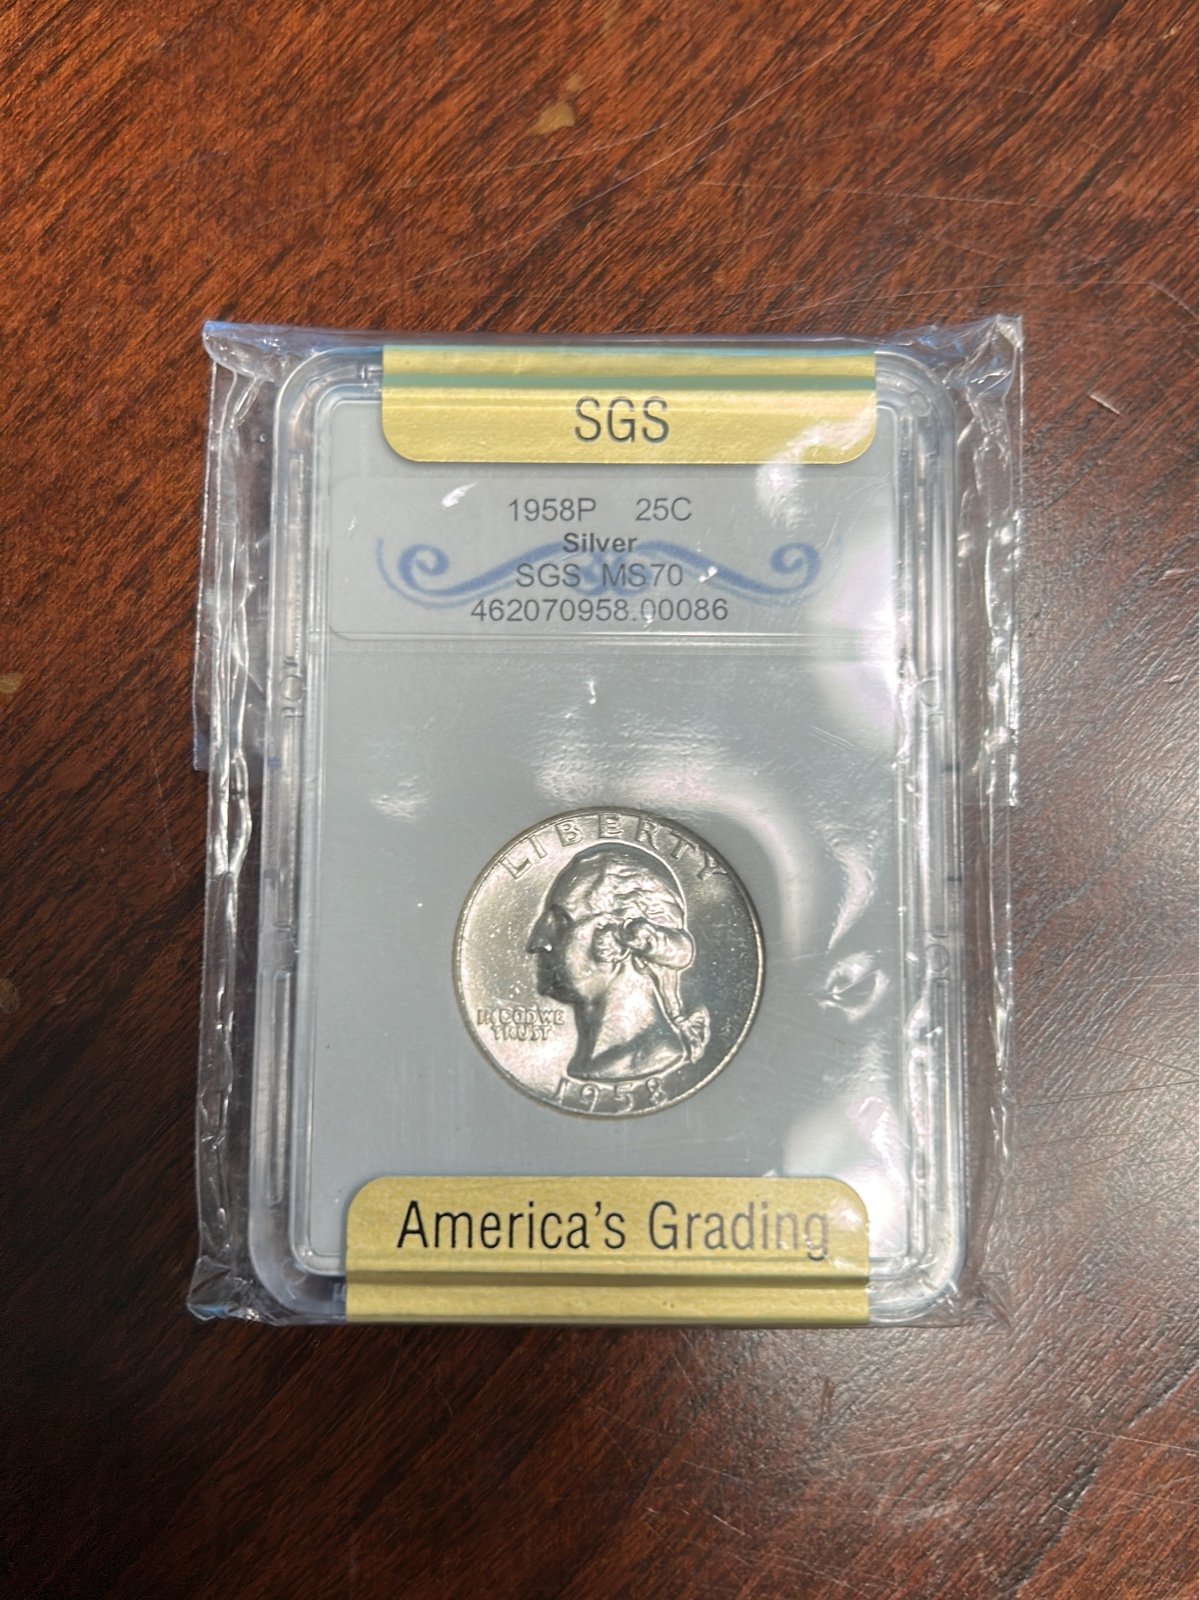 SGS
1958P 25C
Silver
SGS MS70
462070958.00086
LIBERTY
IN GOD WE
TRUST
1958
America's Grading